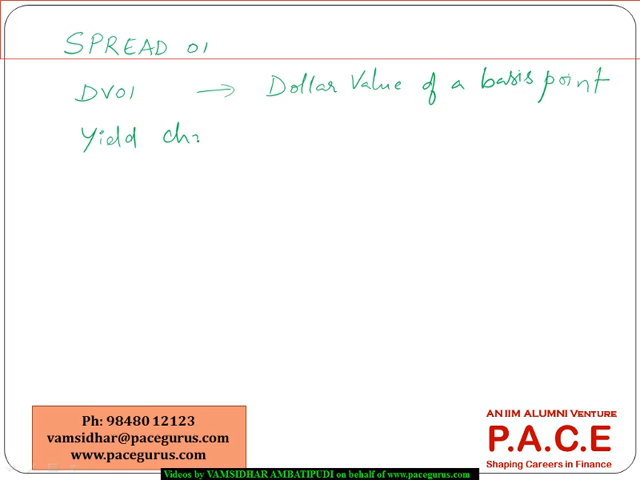 SPREAD 01
DV01 → Dollar Value of a basis point
Yield
Ph: 98480 12123
vamsidhar@pacegurus.com
www.pacegurus.com
AN IIM ALUMNI VENTURE
P.A.C.E
Shaping Careers in Finance
Videos by VAMSIDHAR AMBATIPUDI on behalf of www.pacegurus.com